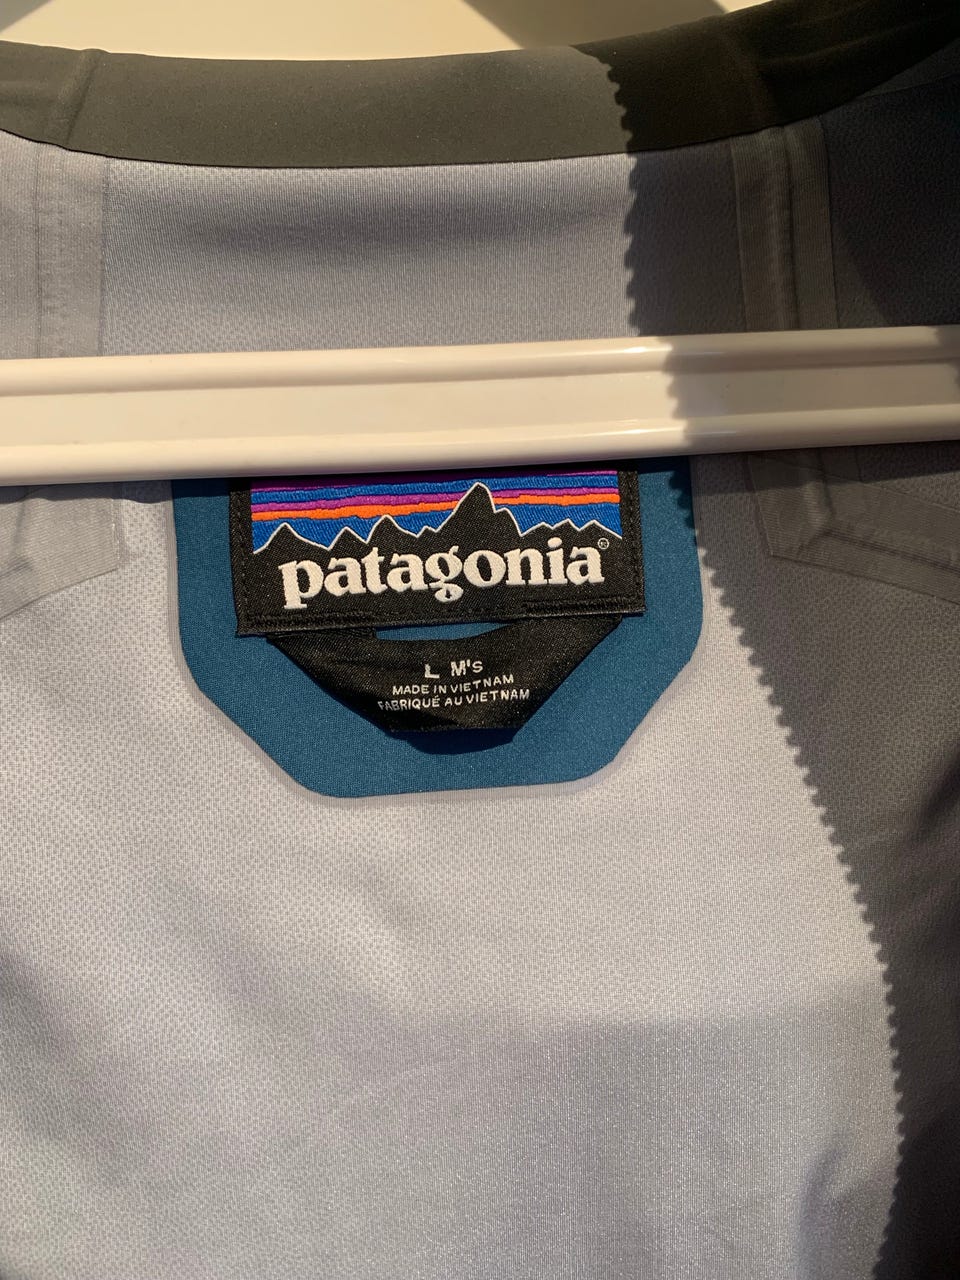 patagonia®
L M'S
MADE IN VIETNAM
FABRIQUÉ AU VIETNAM